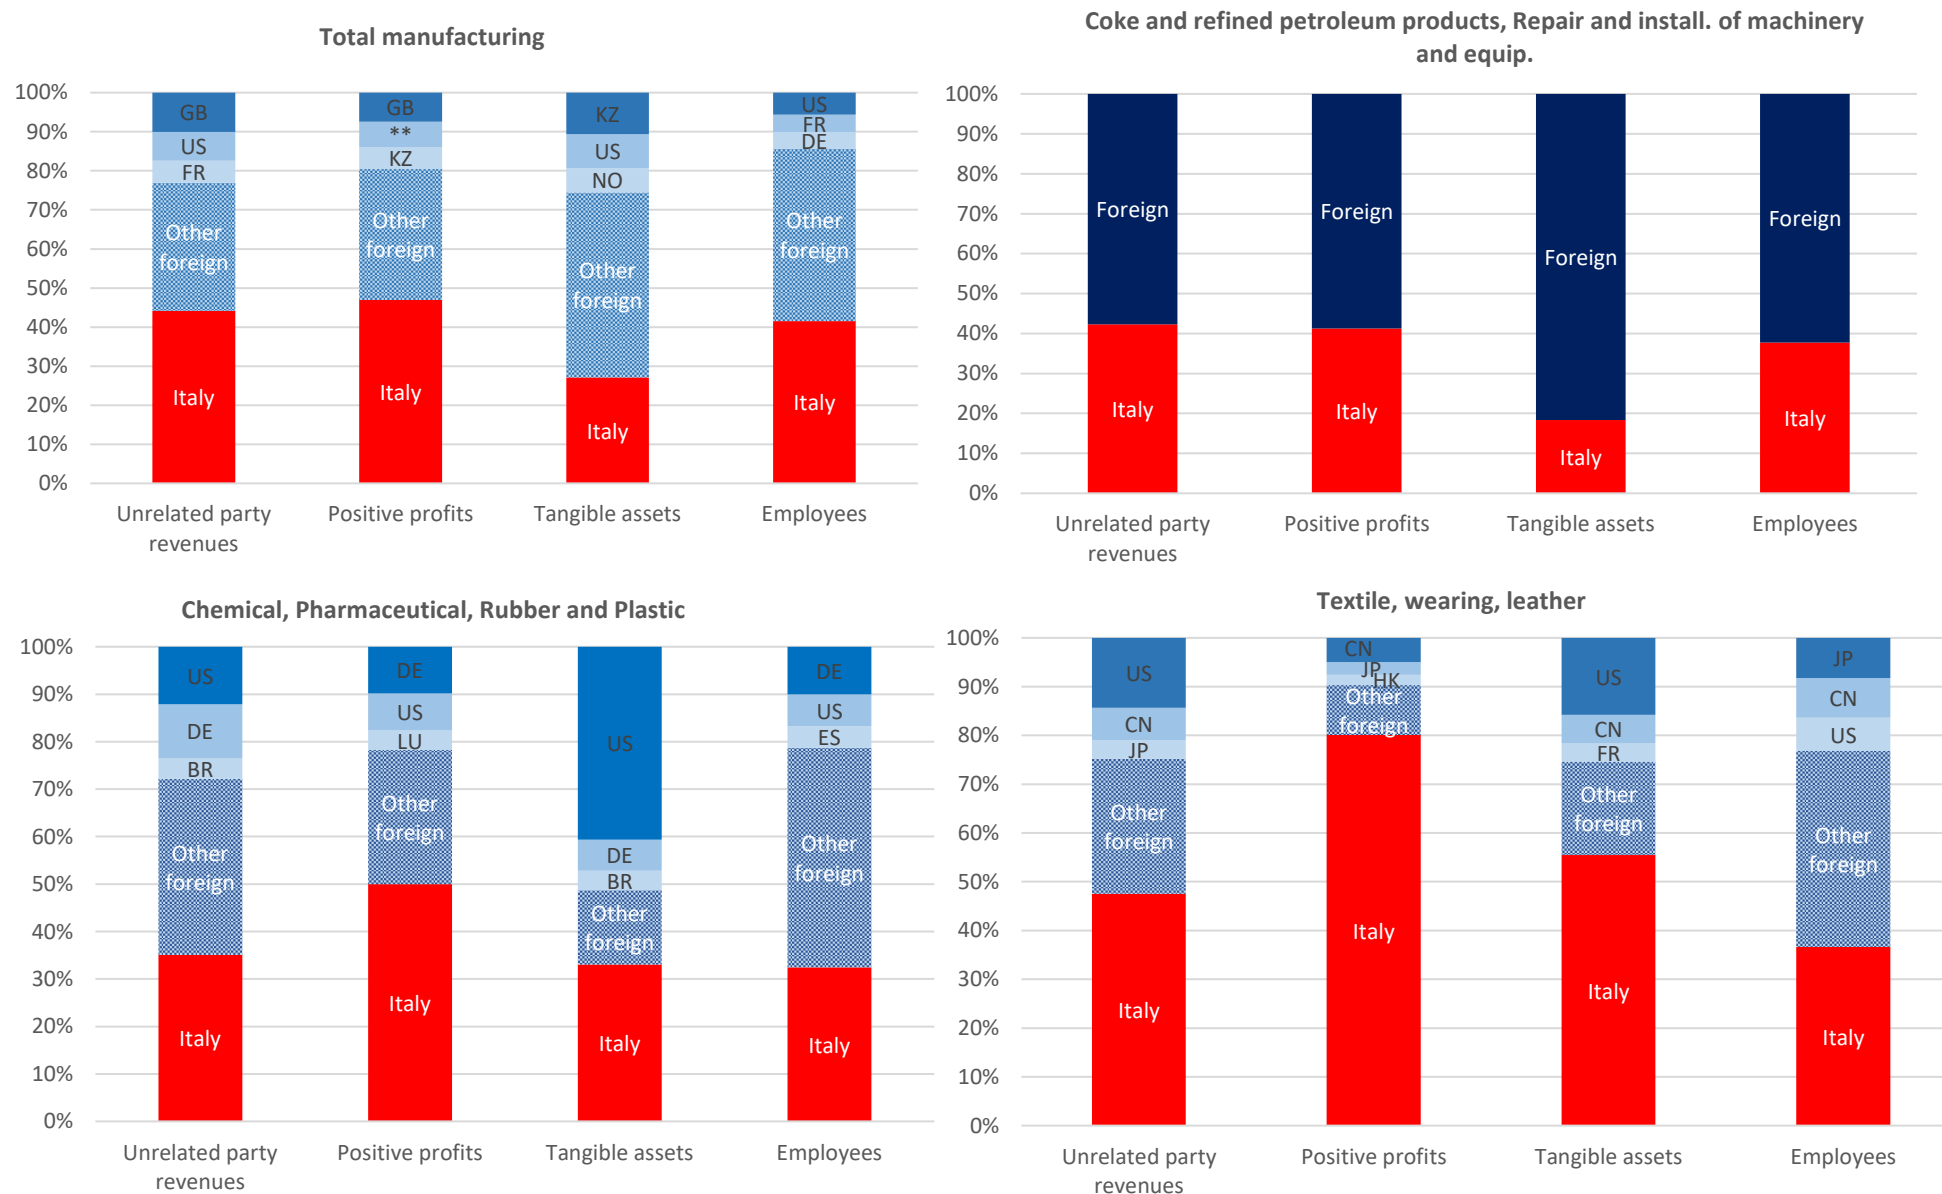 Total manufacturing
100%
90%
80%
70%
60%
50%
40%
30%
20%
10%
0%
GB
US
FR
Other
foreign
Italy
GB
**
KZ
Other
foreign
Italy
KZ
US
NO
Other
foreign
Italy
US
FR
DE
Other
foreign
Italy
Unrelated party
revenues
Positive profits
Tangible assets
Employees
Coke and refined petroleum products, Repair and install. of machinery
and equip.
100%
90%
80%
70%
60%
50%
40%
30%
20%
10%
0%
Foreign
Italy
Foreign
Italy
Foreign
Italy
Foreign
Italy
Unrelated party
revenues
Positive profits
Tangible assets
Employees
Chemical, Pharmaceutical, Rubber and Plastic
100%
90%
80%
70%
60%
50%
40%
30%
20%
10%
0%
US
DE
BR
Other
foreign
Italy
DE
US
LU
Other
foreign
Italy
US
DE
BR
Other
foreign
Italy
DE
US
ES
Other
foreign
Italy
Unrelated party
revenues
Positive profits
Tangible assets
Employees
Textile, wearing, leather
100%
90%
80%
70%
60%
50%
40%
30%
20%
10%
0%
US
CN
JP
Other
foreign
Italy
CN
JP
HK
Other
foreign
Italy
US
CN
FR
Other
foreign
Italy
JP
CN
US
Other
foreign
Italy
Unrelated party
revenues
Positive profits
Tangible assets
Employees